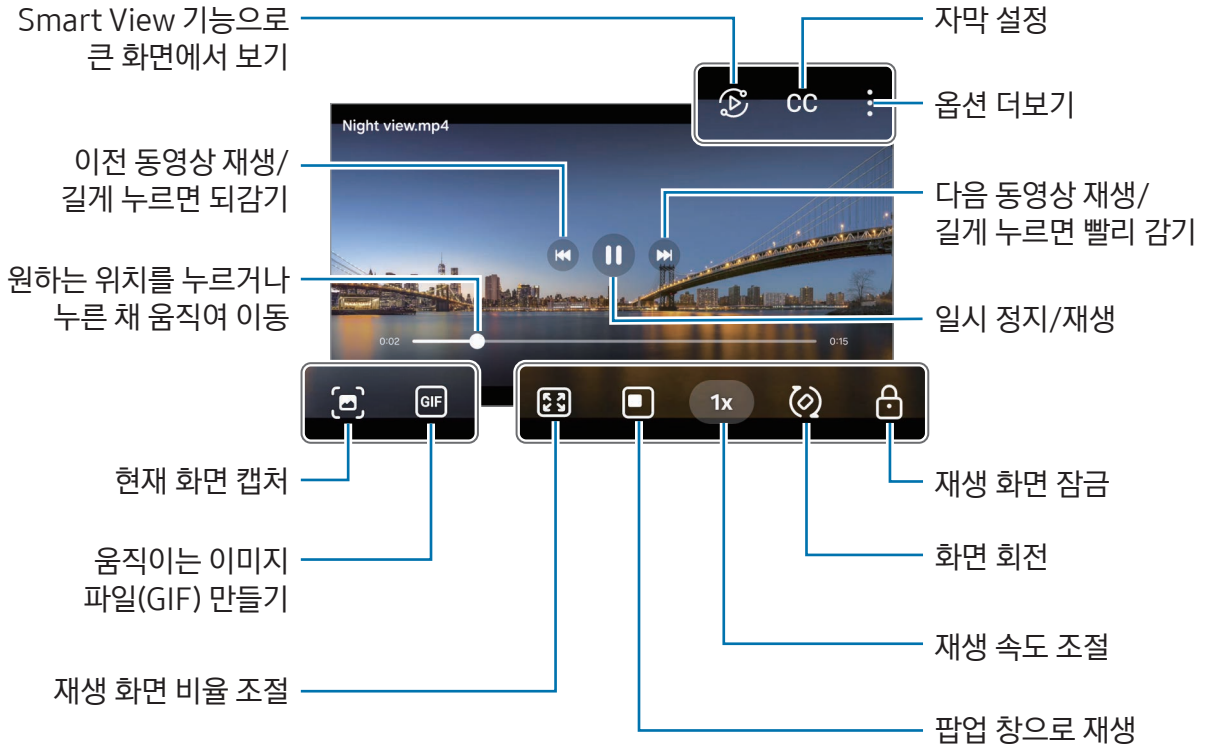 Smart View 기능으로
큰 화면에서 보기
자막 설정
CC
옵션 더보기
Night view.mp4
이전 동영상 재생/
길게 누르면 되감기
다음 동영상 재생/
길게 누르면 빨리 감기
원하는 위치를 누르거나
누른 채 움직여 이동
일시 정지/재생
0:02
0:15
GIF
1x
현재 화면 캡처
재생 화면 잠금
움직이는 이미지
파일(GIF) 만들기
화면 회전
재생 속도 조절
재생 화면 비율 조절
팝업 창으로 재생